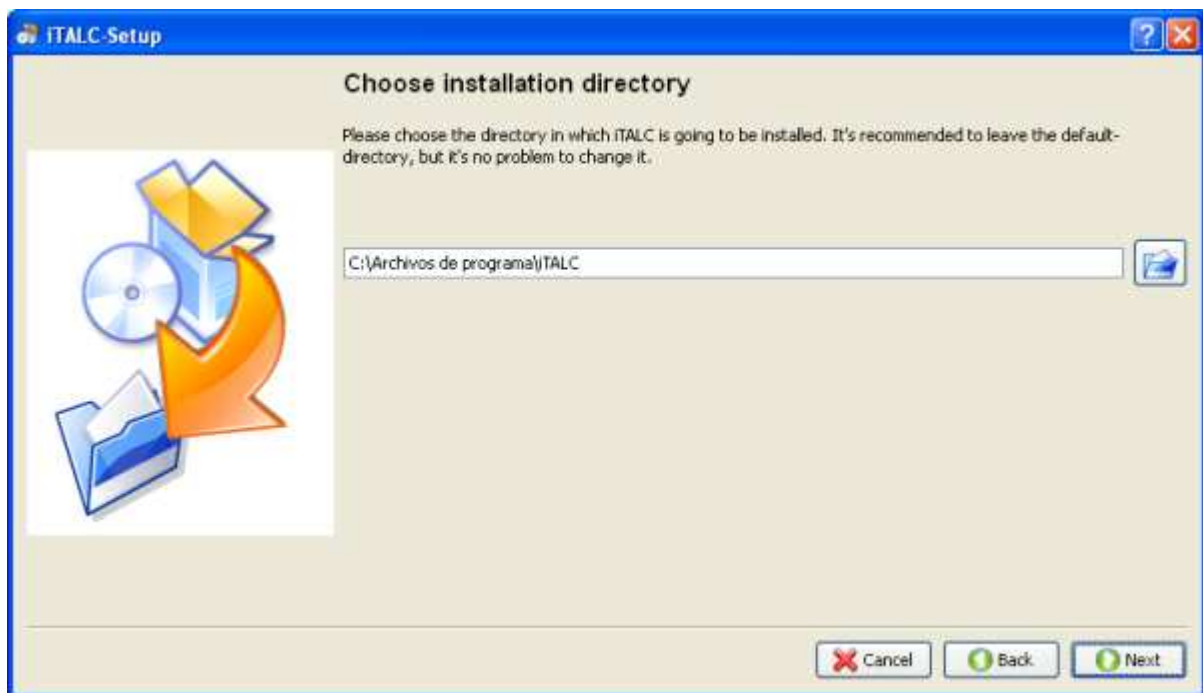 iTALC-Setup
Choose installation directory
Please choose the directory in which iTALC is going to be installed. It's recommended to leave the default-
directory, but it's no problem to change it.
C:\Archivos de programa\iTALC
Cancel
Back
Next